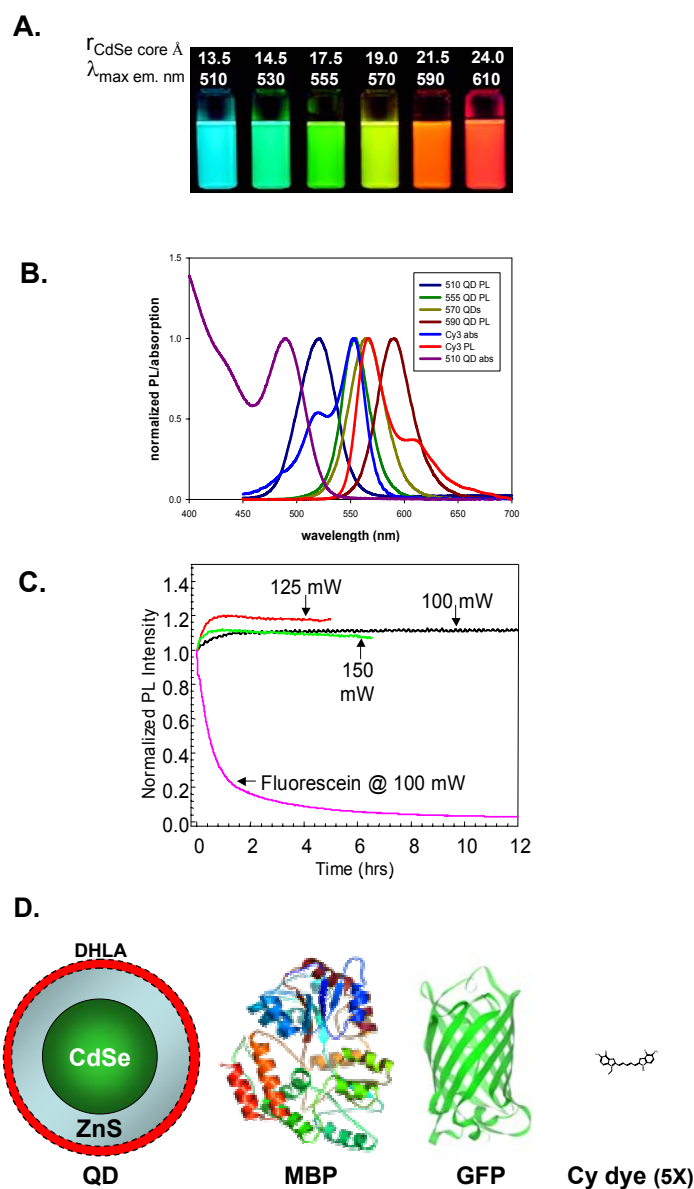 A.
rCdSe core Å 13.5 14.5 17.5 19.0 21.5 24.0
λmax em. nm 510 530 555 570 590 610
B.
1.5
1.0
0.5
0.0
400 450 500 550 600 650 700
normalized PL/absorption
wavelength (nm)
510 QD PL
555 QD PL
570 QDs
590 QD PL
Cy3 abs
Cy3 PL
510 QD abs
C.
1.4
1.2
1.0
0.8
0.6
0.4
0.2
0.0
0 2 4 6 8 10 12
Normalized PL Intensity
Time (hrs)
125 mW
100 mW
150
mW
Fluorescein @ 100 mW
D.
DHLA
CdSe
ZnS
QD MBP GFP Cy dye (5X)